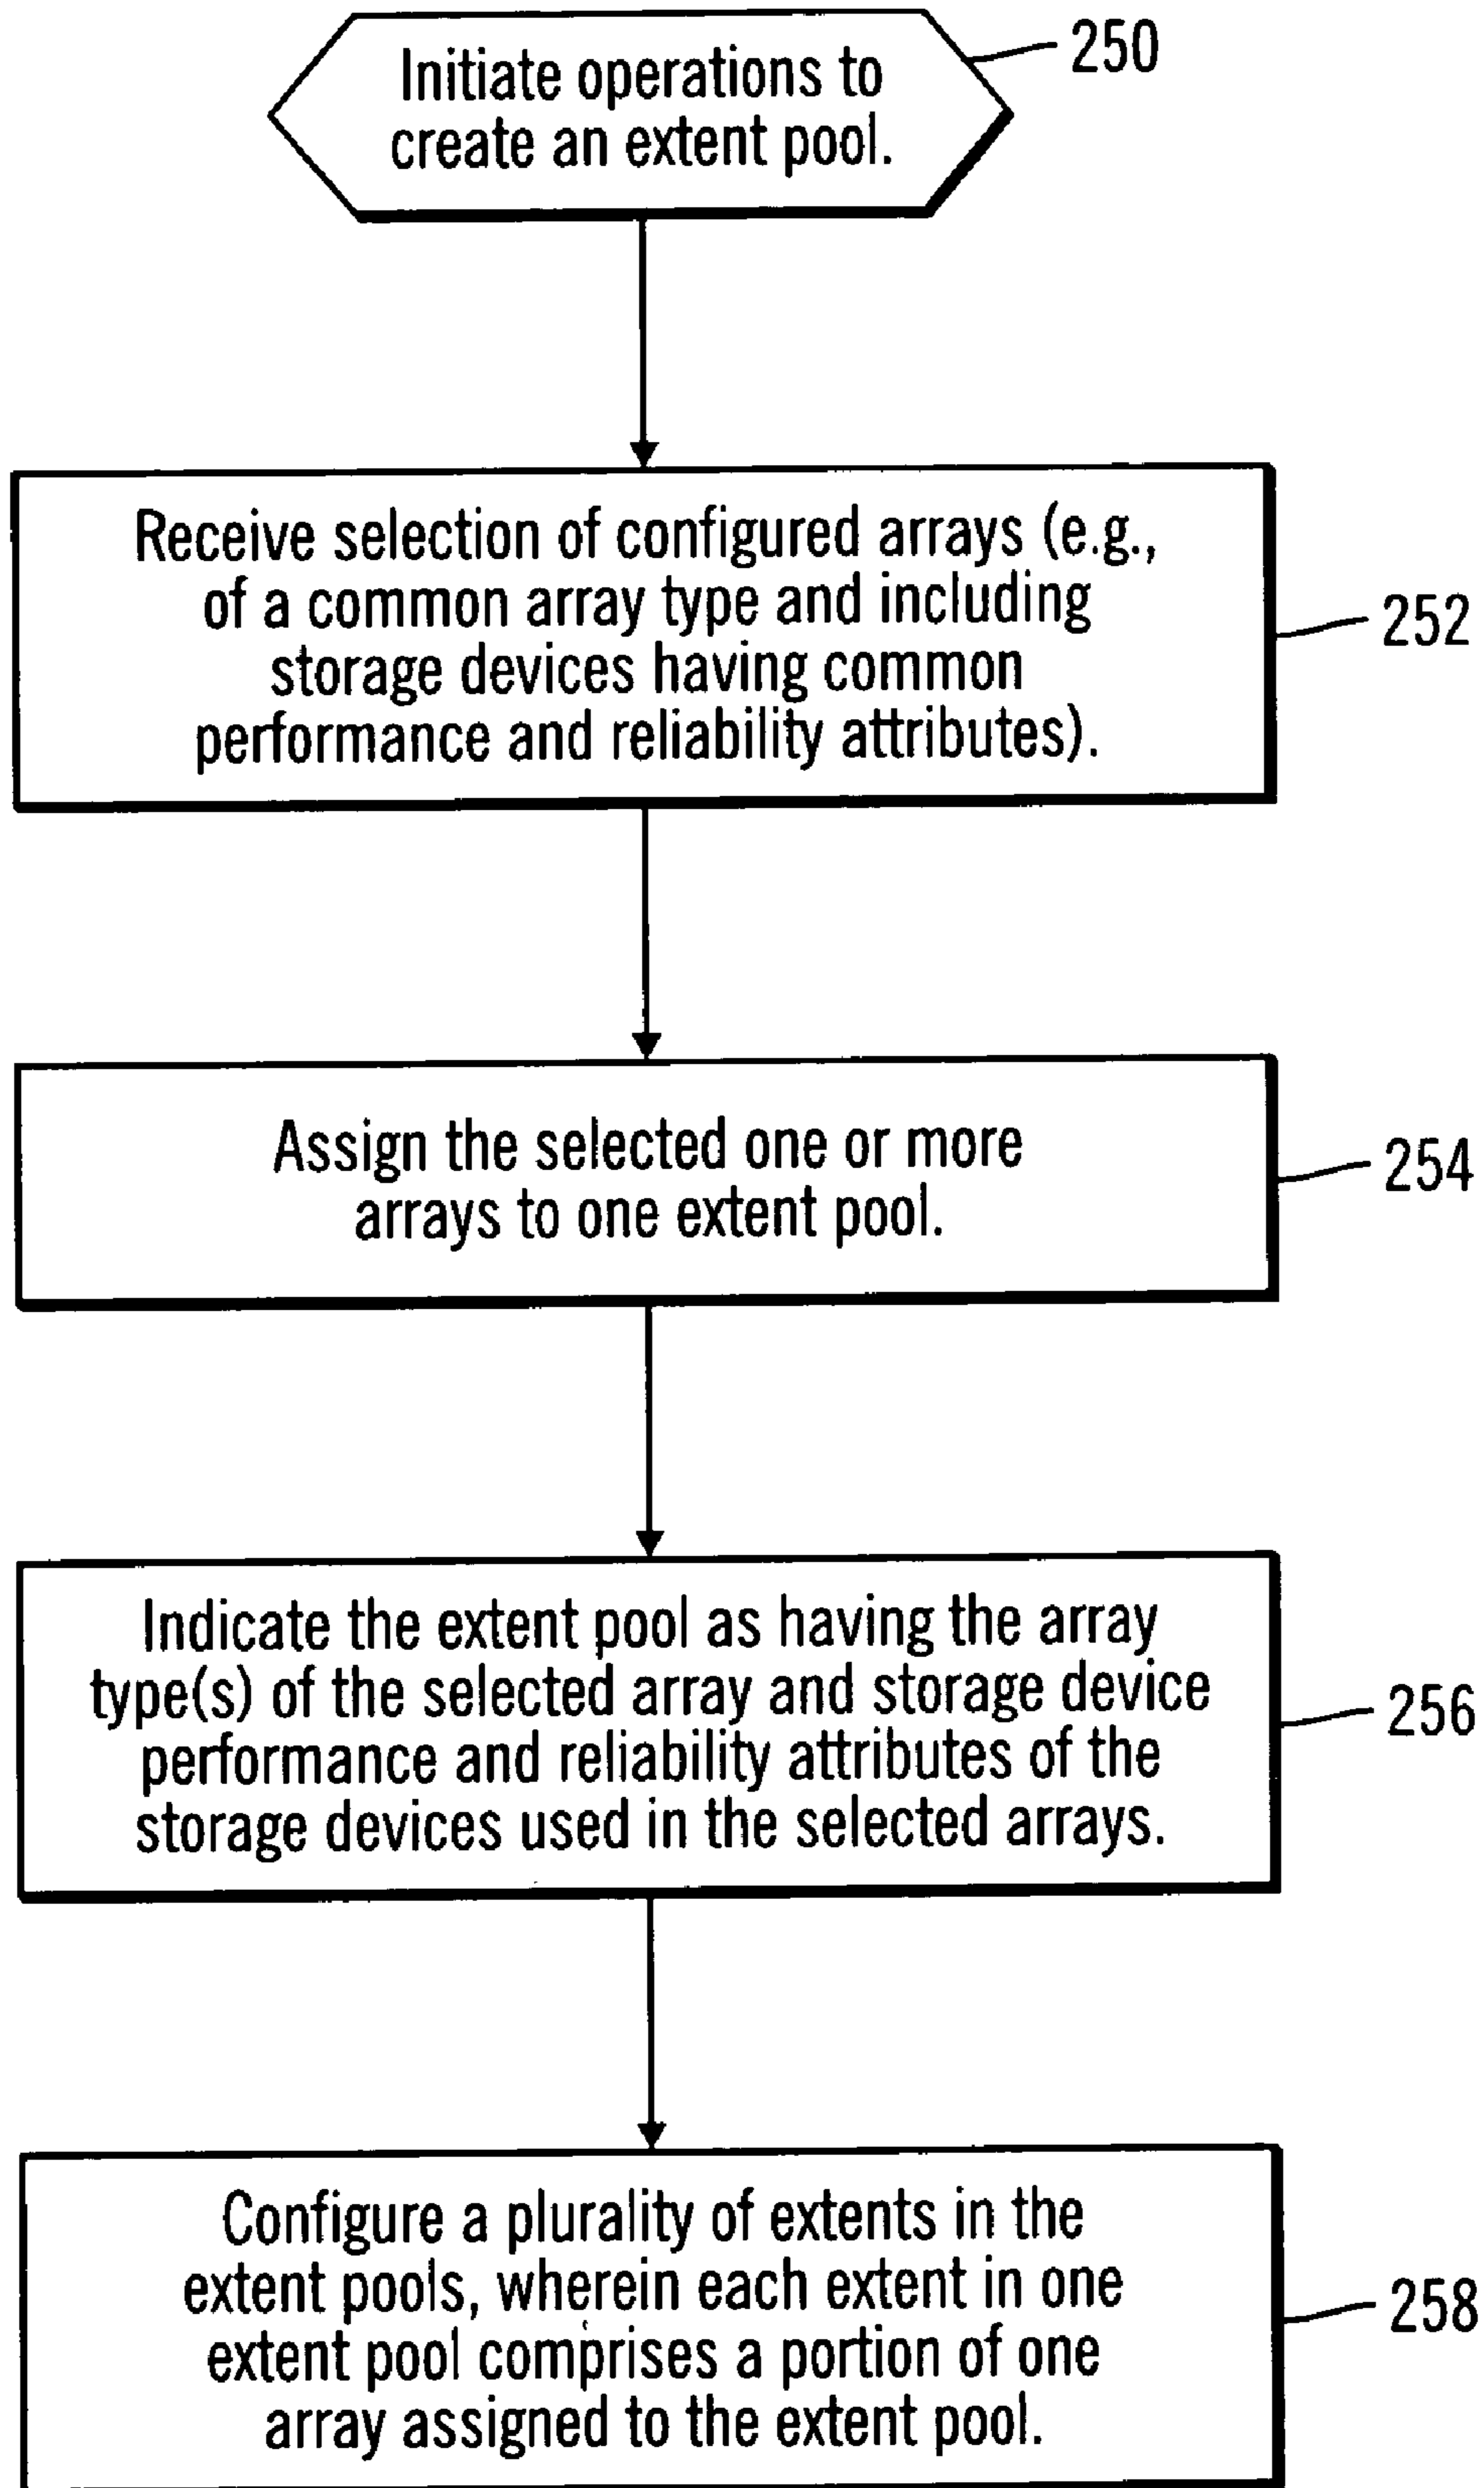 Initiate operations to
create an extent pool.
250
Receive selection of configured arrays (e.g.,
of a common array type and including
storage devices having common
performance and reliability attributes).
252
Assign the selected one or more
arrays to one extent pool.
254
Indicate the extent pool as having the array
type(s) of the selected array and storage device
performance and reliability attributes of the
storage devices used in the selected arrays.
256
Configure a plurality of extents in the
extent pools, wherein each extent in one
extent pool comprises a portion of one
array assigned to the extent pool.
258